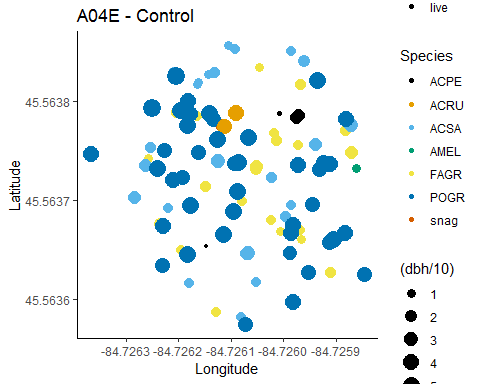 A04E - Control
live
Species
ACPE
ACRU
ACSA
AMEL
FAGR
POGR
snag
(dbh/10)
1
2
3
4
45.5638
45.5637
45.5636
Latitude
-84.7263 -84.7262 -84.7261 -84.7260 -84.7259
Longitude